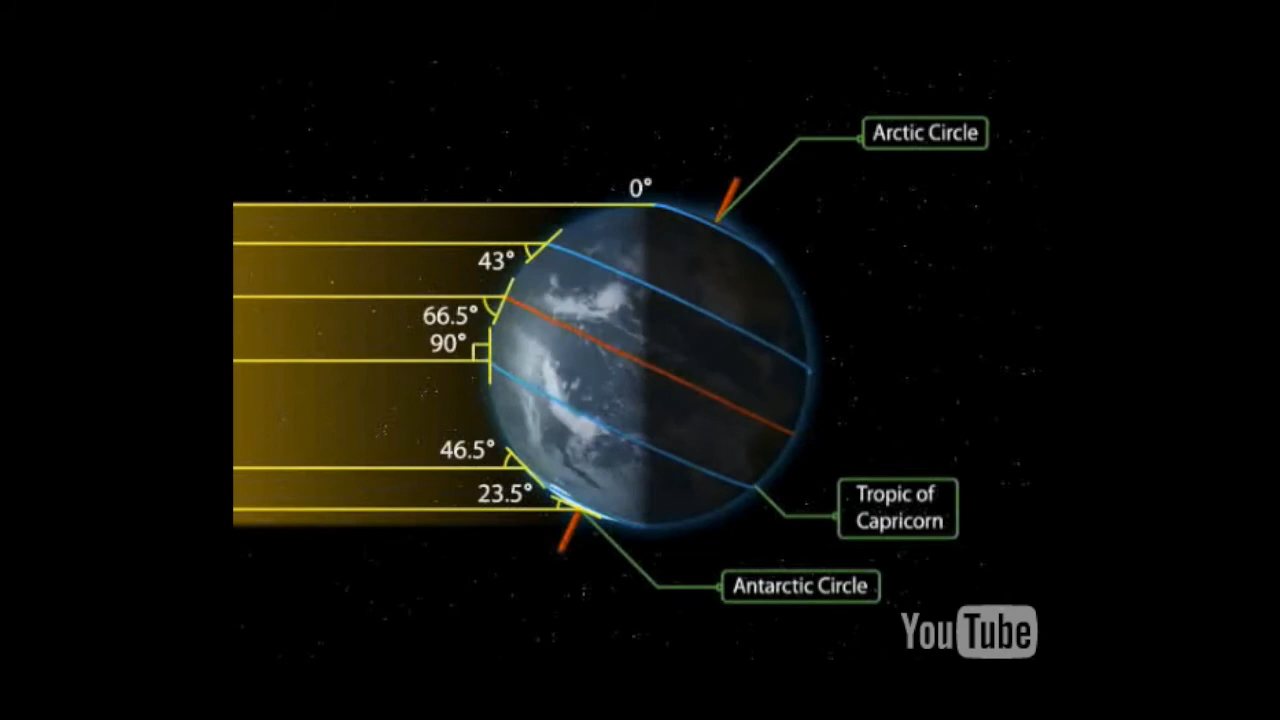 Arctic Circle
0°
43°
66.5°
90°
46.5°
23.5°
Tropic of
Capricorn
Antarctic Circle
YouTube